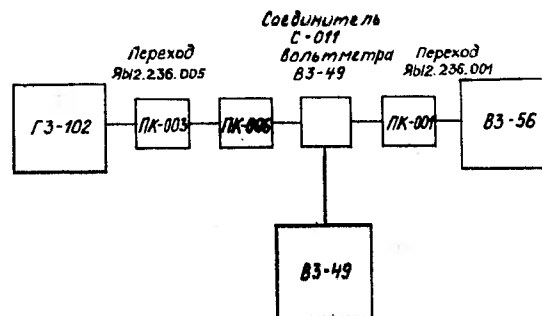 Соединитель
С-011
вольтметра
В3-49
Переход
ЯЫ2.236.005
Переход
ЯЫ2.236.001
Г3-102
ПК-003
ПК-006
ПК-001
В3-56
В3-49